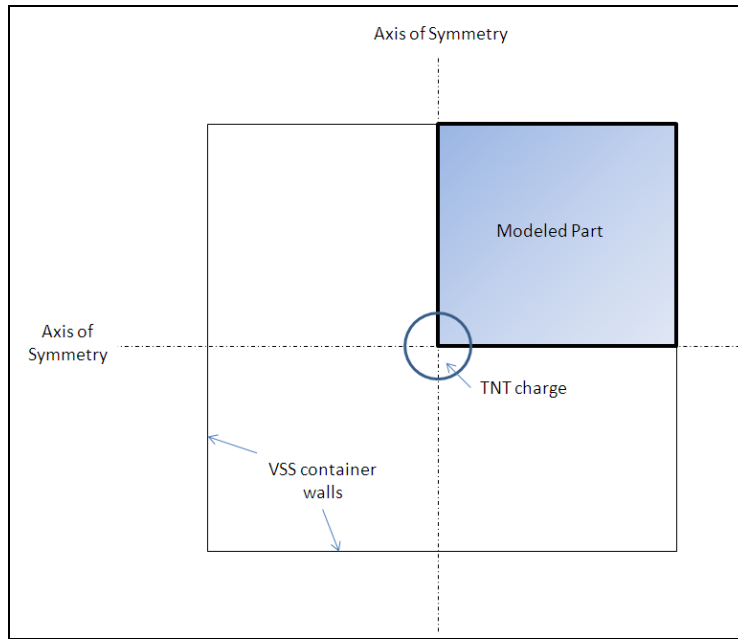 Axis of Symmetry
Modeled Part
Axis of
Symmetry
TNT charge
VSS container
walls